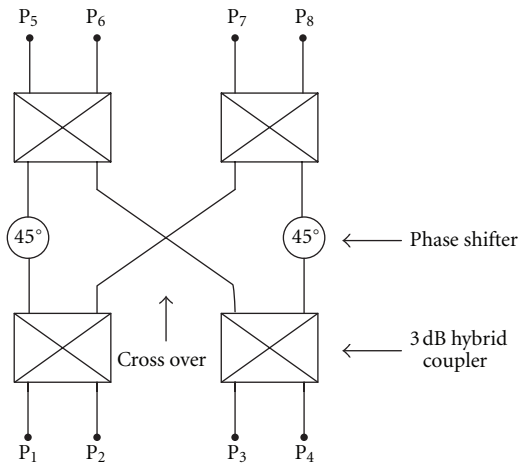 P5 P6 P7 P8
45° 45°
Phase shifter
Cross over
3 dB hybrid
coupler
P1 P2 P3 P4